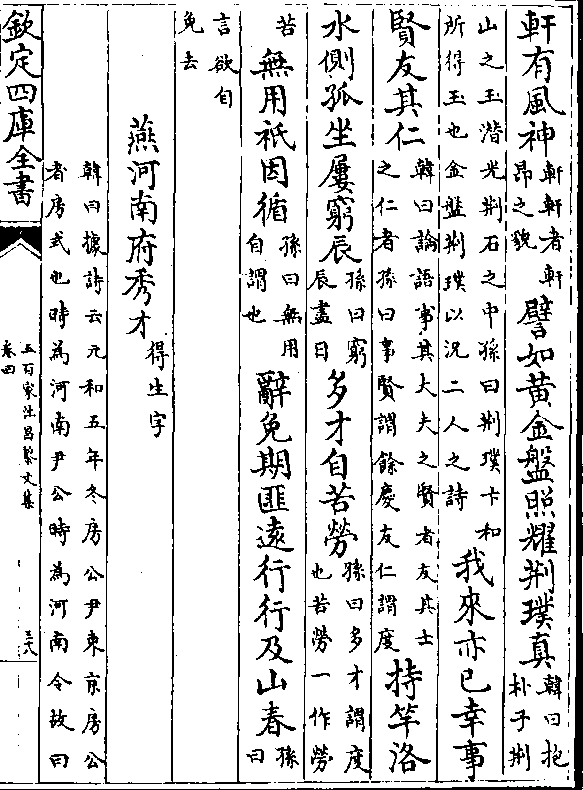 軒有風神軒軒者軒昂之貌譬如黄金盤照耀荆璞真韓曰抱朴子荆
山之玉潜光荆石之中孫曰荆璞卞和所得玉也金盤荆璞以况二人之詩我來亦已幸事
賢友其仁韓曰論語事其大夫之賢者友其士之仁者孫曰事賢謂餘慶友仁謂度持竿洛
水側孤坐屢窮辰孫曰窮辰盡日多才自苦勞孫曰多才謂度也苦勞一作勞
苦無用祇因循孫曰無用自謂也辭免期匪逺行行及山春孫曰
言欲自免去
燕河南府秀才得生字
韓曰據詩云元和五年冬房公尹東京房公者房式也時為河南尹公時為河南令故曰
欽定四庫全書
五百家注昌黎文集
卷四